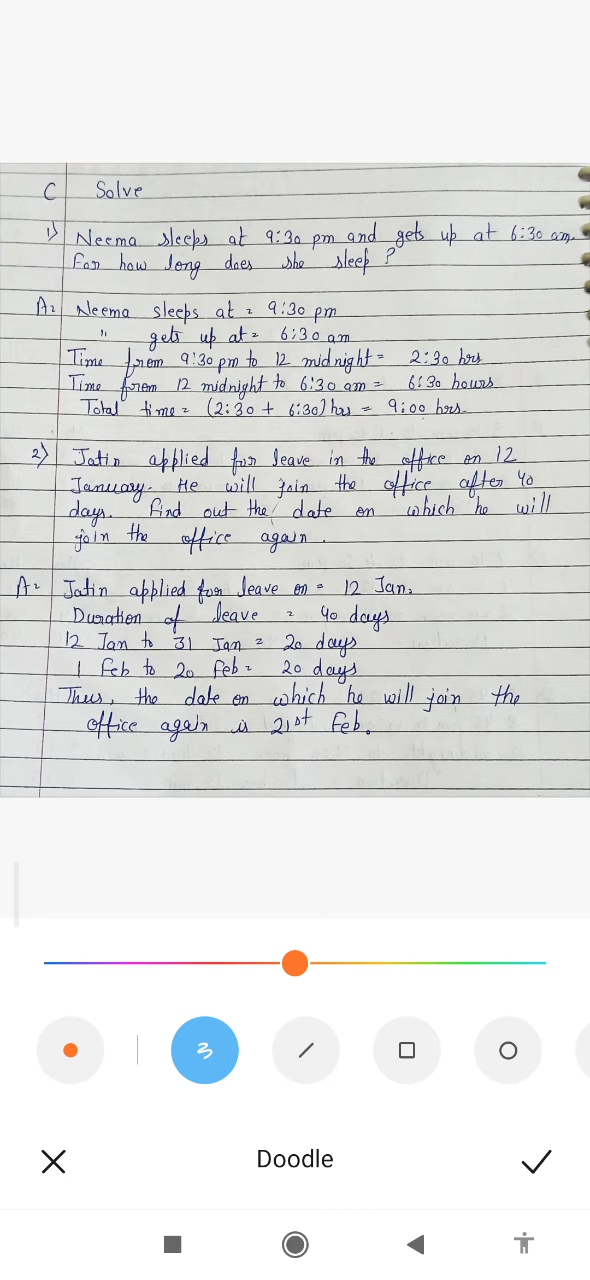 C Solve
1) Neema sleeps at 9:30 pm and gets up at 6:30 am.
For how long does she sleep?
A= Neema sleeps at = 9:30 pm
" gets up at = 6:30 am
Time from 9:30 pm to 12 midnight = 2:30 hrs
Time from 12 midnight to 6:30 am = 6:30 hours
Total time = (2:30 + 6:30) hrs = 9:00 hrs.
2) Jatin applied for leave in the office on 12
January. He will join the office after 40
days. Find out the date on which he will
join the office again.
A= Jatin applied for leave on = 12 Jan.
Duration of leave = 40 days
12 Jan to 31 Jan = 20 days
1 Feb to 20 Feb = 20 days
Thus, the date on which he will join the
office again is 21st Feb.
Doodle